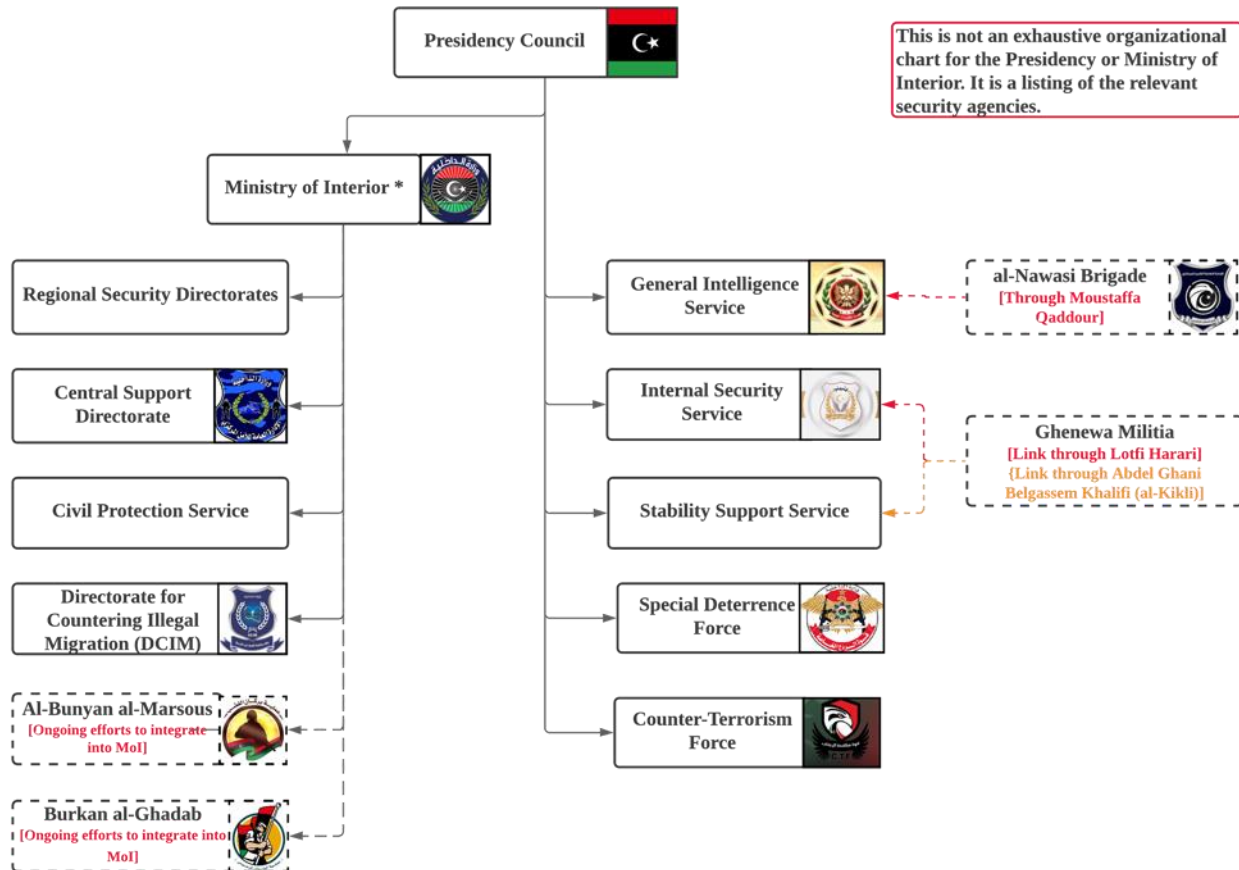 Presidency Council
This is not an exhaustive organizational
chart for the Presidency or Ministry of
Interior. It is a listing of the relevant
security agencies.
Ministry of Interior *
وزارة الداخلية
Regional Security Directorates
General Intelligence
Service
al-Nawasi Brigade
[Through Moustaffa
Qaddour]
Central Support
Directorate
Internal Security
Service
Ghenewa Militia
[Link through Lotfi Harari]
{Link through Abdel Ghani
Belgassem Khalifi (al-Kikli)]
Civil Protection Service
Stability Support Service
Directorate for
Countering Illegal
Migration (DCIM)
Special Deterrence
Force
Al-Bunyan al-Marsous
[Ongoing efforts to integrate
into MoI]
Counter-Terrorism
Force
Burkan al-Ghadab
[Ongoing efforts to integrate into
MoI]